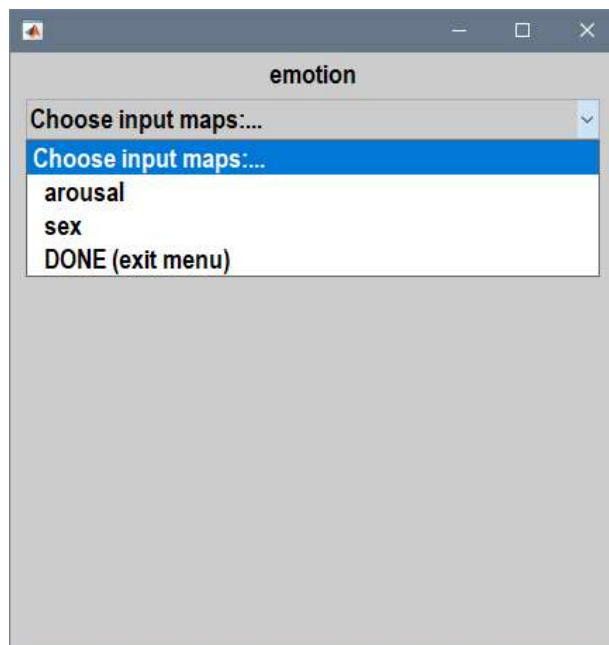 emotion
Choose input maps:...
Choose input maps:...
arousal
sex
DONE (exit menu)